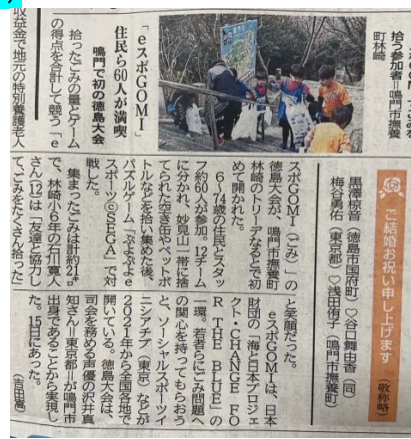 拾う参加者＝鳴門市撫養
町林崎
「ｅスポGOMI」
住民ら60人が満喫
鳴門で初の徳島大会
拾ったごみの量とゲーム
の得点を合計して競う「ｅ
スポGOMI（ごみ）」の
徳島大会が、鳴門市撫養町
林崎のトリーデなるとで初
めて開かれた。
６～74歳の住民とスタッ
フ約60人が参加。12チーム
に分かれ、妙見山一帯に捨
てられた空き缶やペットボ
トルなどを拾い集めた後、
パズルゲーム「ぷよぷよｅ
スポーツ©SEGA」で対
戦した。
集まったごみは計約21㌔
で、林崎小６年の石川寛人
さん(12)は「友達と協力し
て、ごみをたくさん拾った」
と笑顔だった。
ｅスポGOMIは、日本
財団の「海と日本プロジェ
クト・CHANGE FO
R THE BLUE」の
一環。若者らにごみ問題へ
の関心を持ってもらおう
と、ソーシャルスポーツイ
ニシアチブ（東京）などが
2021年から全国各地で
開いている。徳島大会は、
司会を務める声優の沢井真
知さん＝東京都＝が鳴門市
出身であることから実現し
た。15日にあった。（吉田高）
収益金で地元の特別養護老人
ご結婚お祝い申し上げます
（敬称略）
黒澤椋音（徳島市国府町）♡谷口舞由香（同）
梅谷勇佑（東京都）♡浅田侑子（鳴門市撫養町）